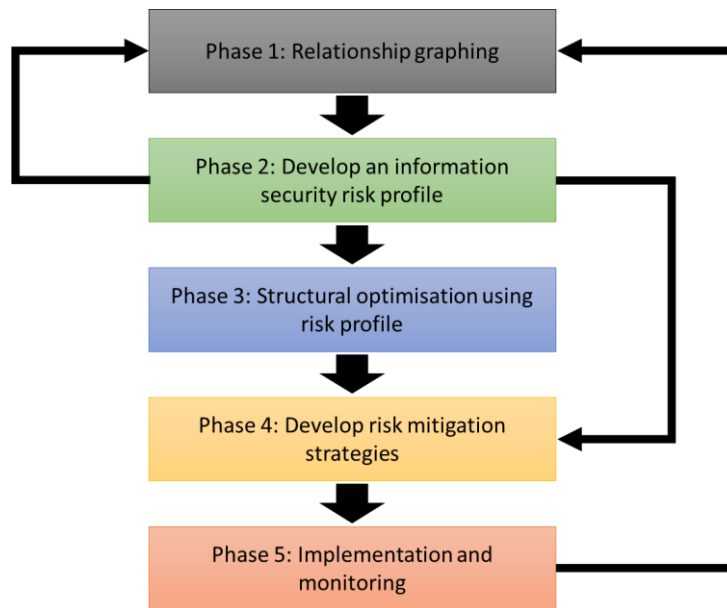 Phase 1: Relationship graphing
Phase 2: Develop an information
security risk profile
Phase 3: Structural optimisation using
risk profile
Phase 4: Develop risk mitigation
strategies
Phase 5: Implementation and
monitoring